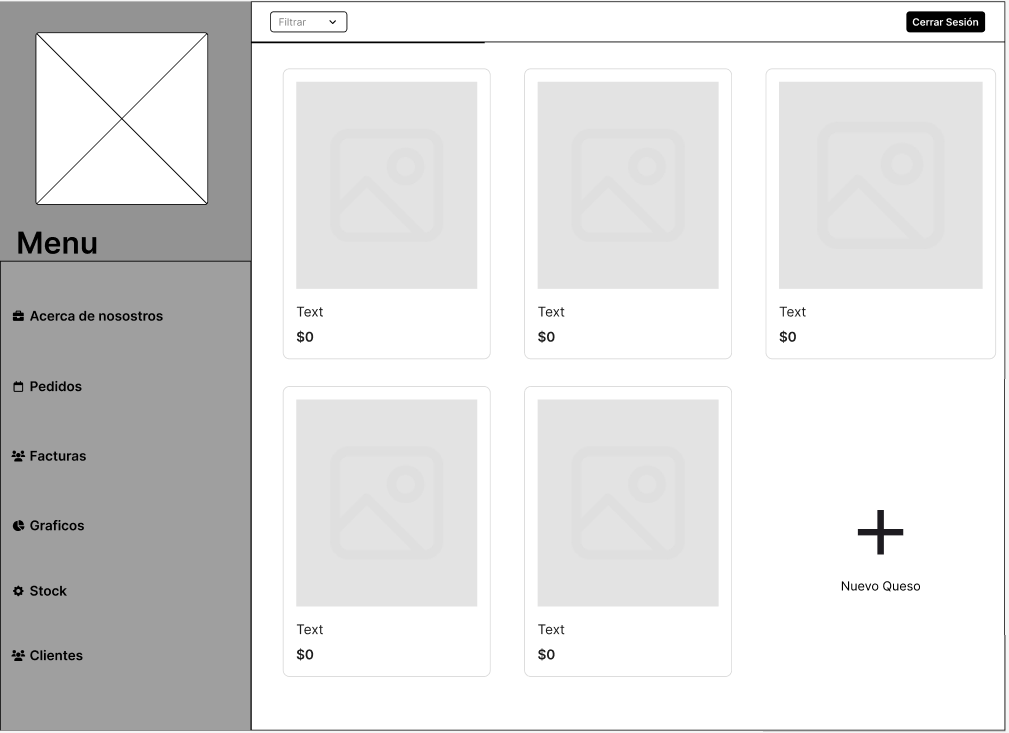 Filtrar
Cerrar Sesión
Menu
Acerca de nosostros
Pedidos
Facturas
Graficos
Stock
Clientes
Text
$0
Text
$0
Text
$0
Text
$0
Text
$0
Nuevo Queso